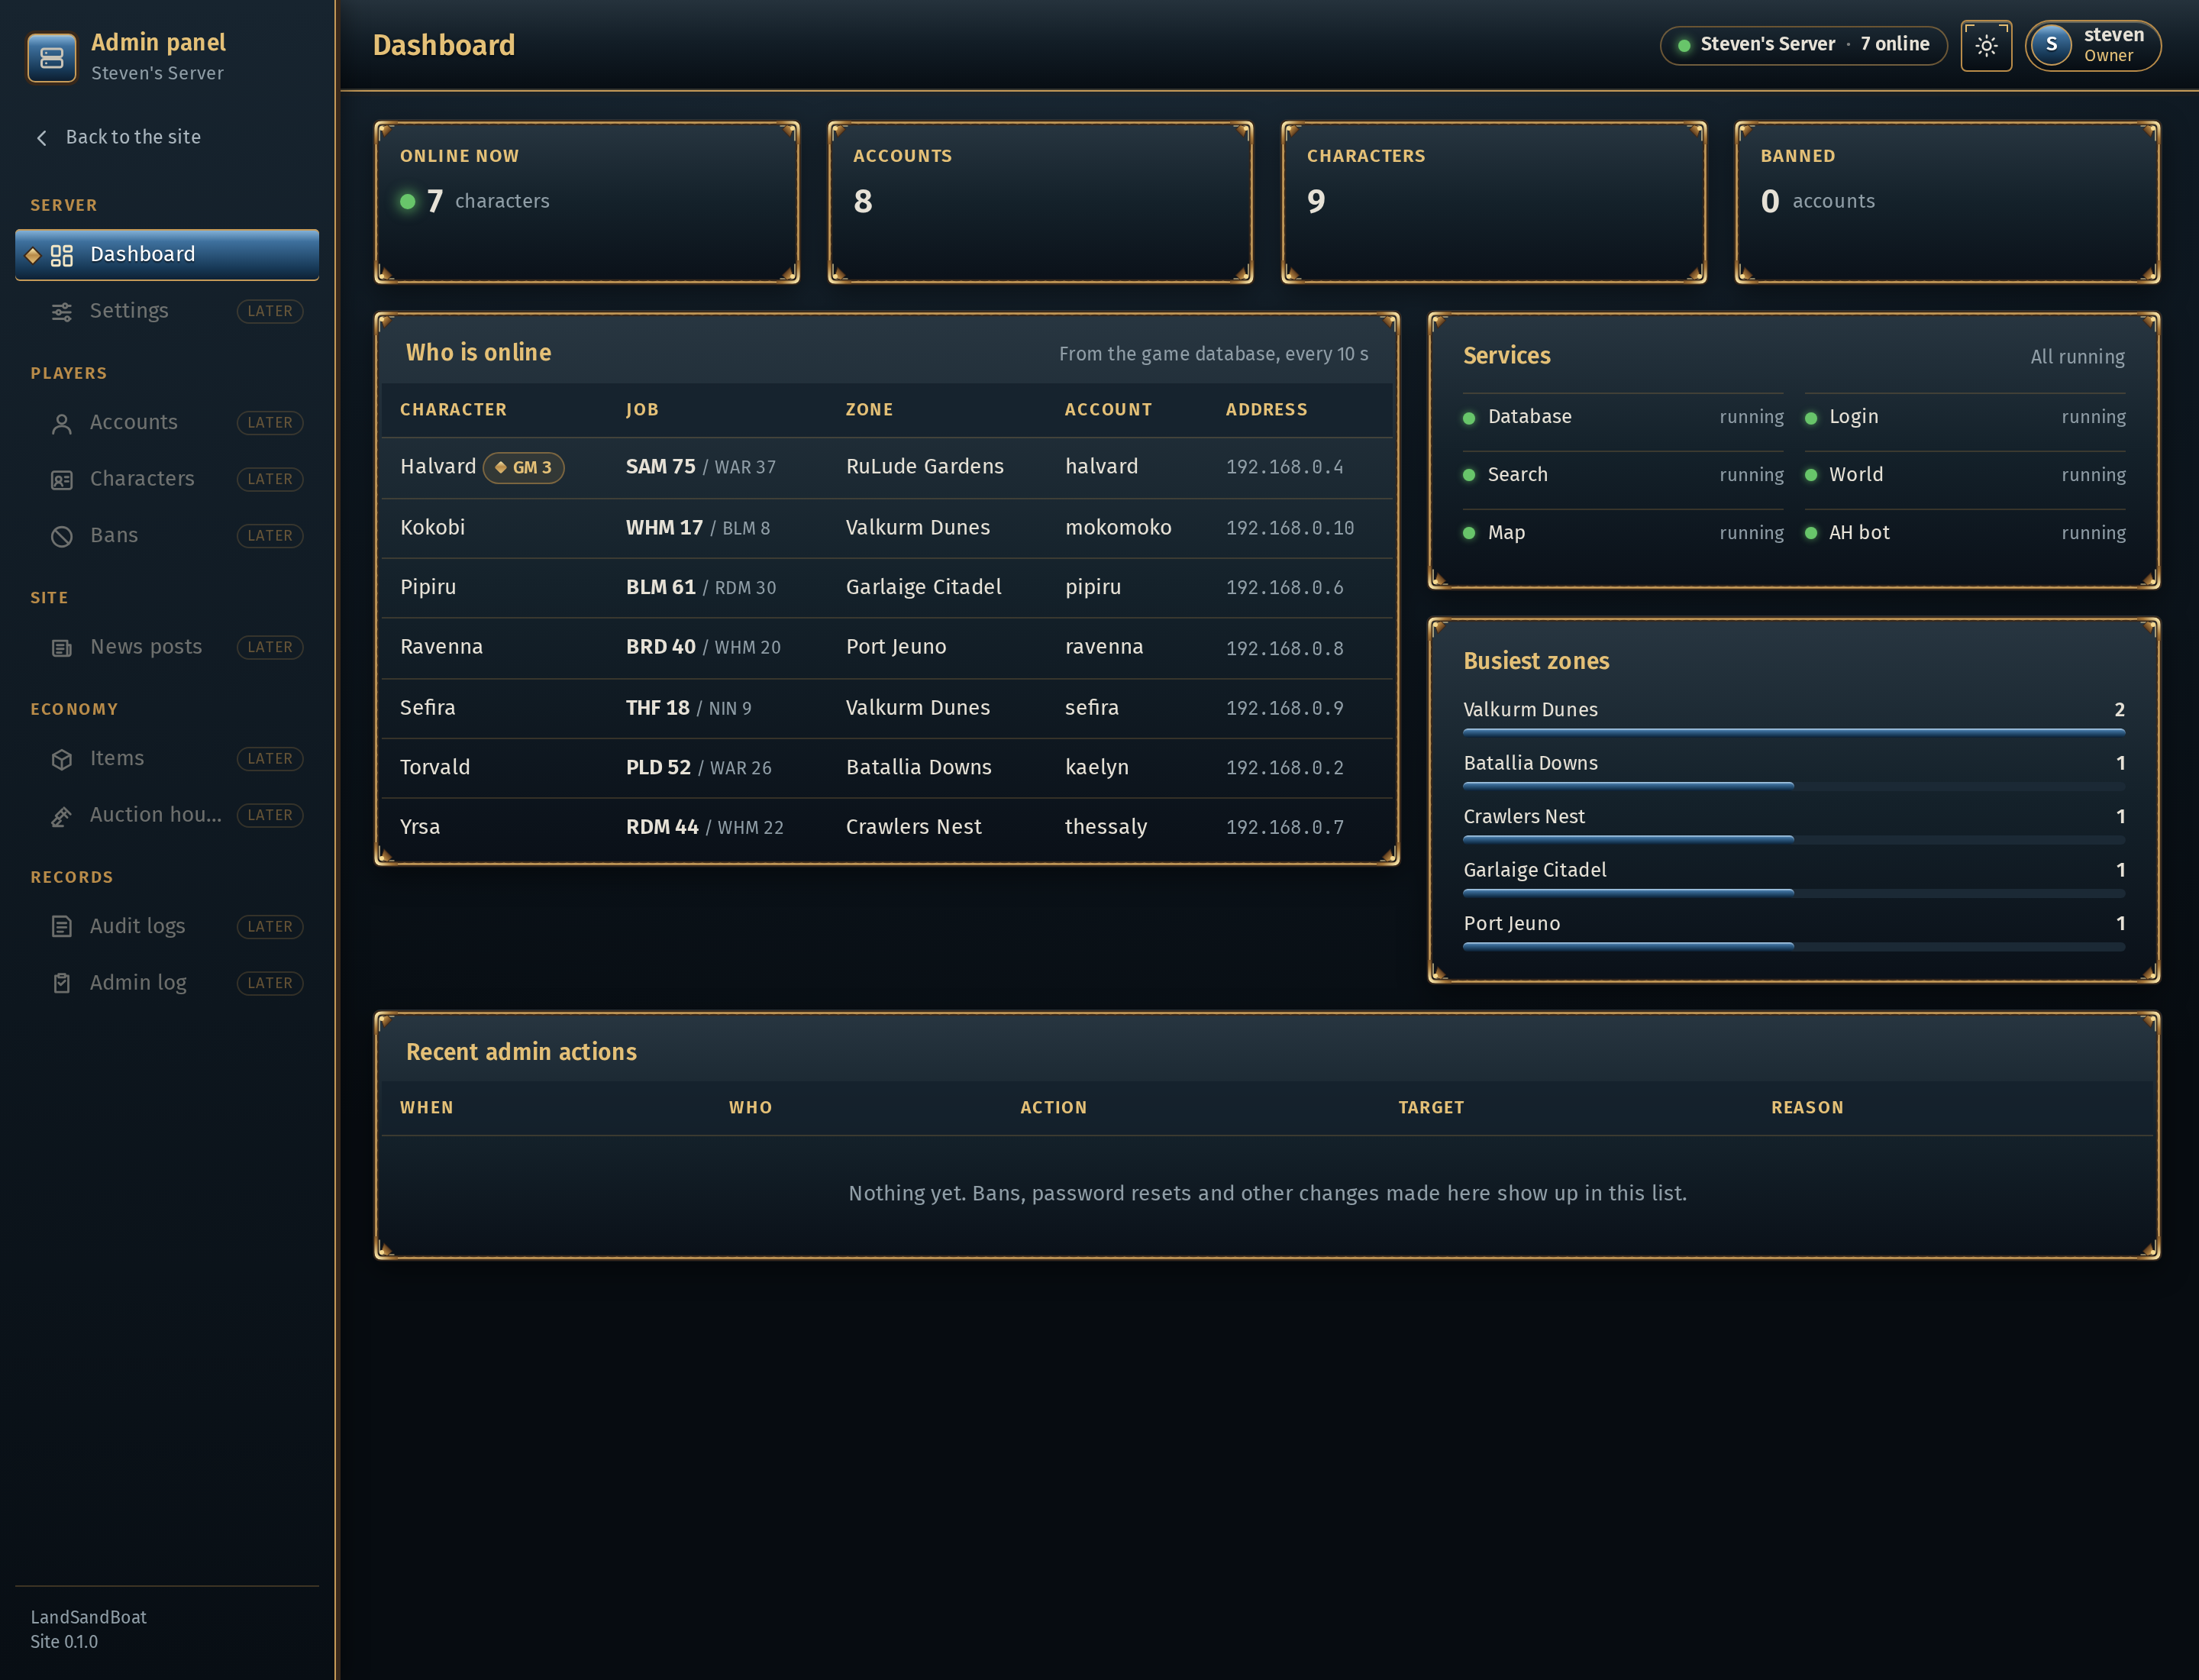 Admin panel
Steven's Server
Back to the site
SERVER
Dashboard
Settings LATER
PLAYERS
Accounts LATER
Characters LATER
Bans LATER
SITE
News posts LATER
ECONOMY
Items LATER
Auction hou... LATER
RECORDS
Audit logs LATER
Admin log LATER
LandSandBoat
Site 0.1.0
Dashboard
Steven's Server · 7 online
S
steven
Owner
ONLINE NOW
7 characters
ACCOUNTS
8
CHARACTERS
9
BANNED
0 accounts
Who is online From the game database, every 10 s
CHARACTER JOB ZONE ACCOUNT ADDRESS
Halvard GM 3 SAM 75 / WAR 37 RuLude Gardens halvard 192.168.0.4
Kokobi WHM 17 / BLM 8 Valkurm Dunes mokomoko 192.168.0.10
Pipiru BLM 61 / RDM 30 Garlaige Citadel pipiru 192.168.0.6
Ravenna BRD 40 / WHM 20 Port Jeuno ravenna 192.168.0.8
Sefira THF 18 / NIN 9 Valkurm Dunes sefira 192.168.0.9
Torvald PLD 52 / WAR 26 Batallia Downs kaelyn 192.168.0.2
Yrsa RDM 44 / WHM 22 Crawlers Nest thessaly 192.168.0.7
Services All running
Database running Login running
Search running World running
Map running AH bot running
Busiest zones
Valkurm Dunes 2
Batallia Downs 1
Crawlers Nest 1
Garlaige Citadel 1
Port Jeuno 1
Recent admin actions
WHEN WHO ACTION TARGET REASON
Nothing yet. Bans, password resets and other changes made here show up in this list.